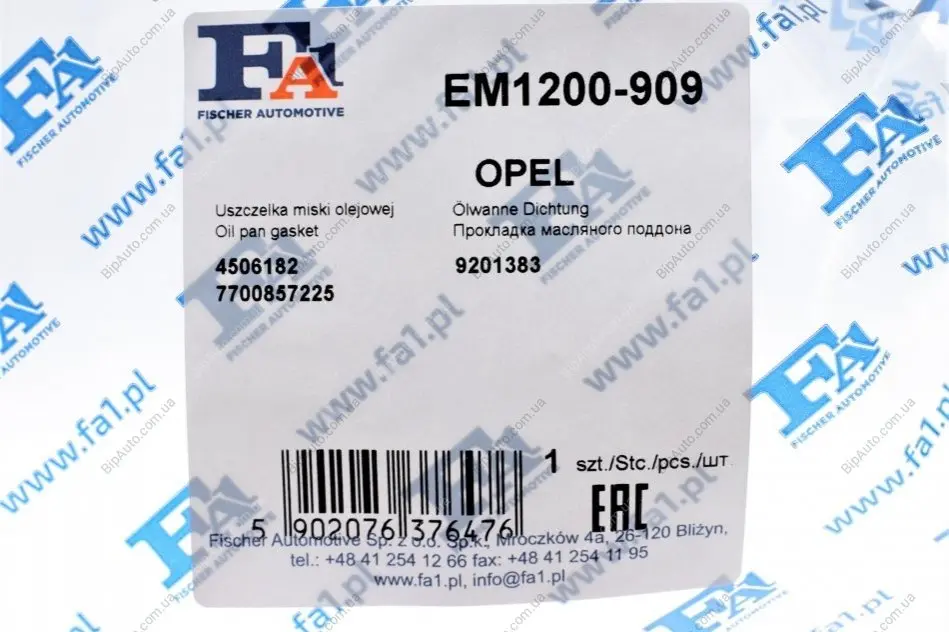 FA1
FISCHER AUTOMOTIVE
EM1200-909
OPEL
Uszczelka miski olejowej
Oil pan gasket
4506182
7700857225
Ölwanne Dichtung
Прокладка масляного поддона
9201383
1 szt./Stc./pcs./шт.
EAC
5 902076 376476
Fischer Automotive Sp. z o.o. Sp.k., Mroczków 4a, 26-120 Bliżyn,
tel.: +48 41 254 12 66 fax: +48 41 254 11 95
www.fa1.pl, info@fa1.pl
www.fa1.pl
BipAuto.com.ua